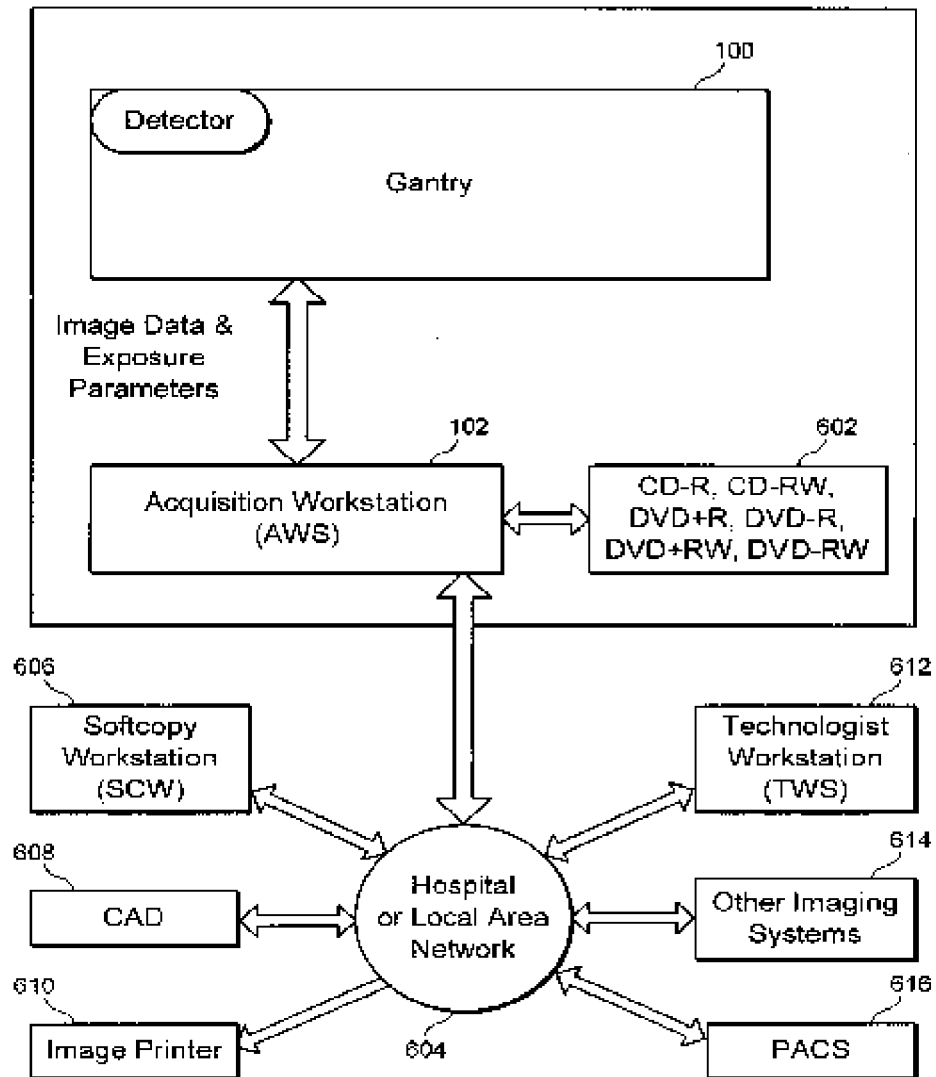 100
Detector
Gantry
Image Data &
Exposure
Parameters
102
602
Acquisition Workstation
(AWS)
CD-R, CD-RW,
DVD+R, DVD-R,
DVD+RW, DVD-RW
606
612
Softcopy
Workstation
(SCW)
Technologist
Workstation
(TWS)
608
614
CAD
Hospital
or Local Area
Network
Other Imaging
Systems
610
616
Image Printer
604
PACS